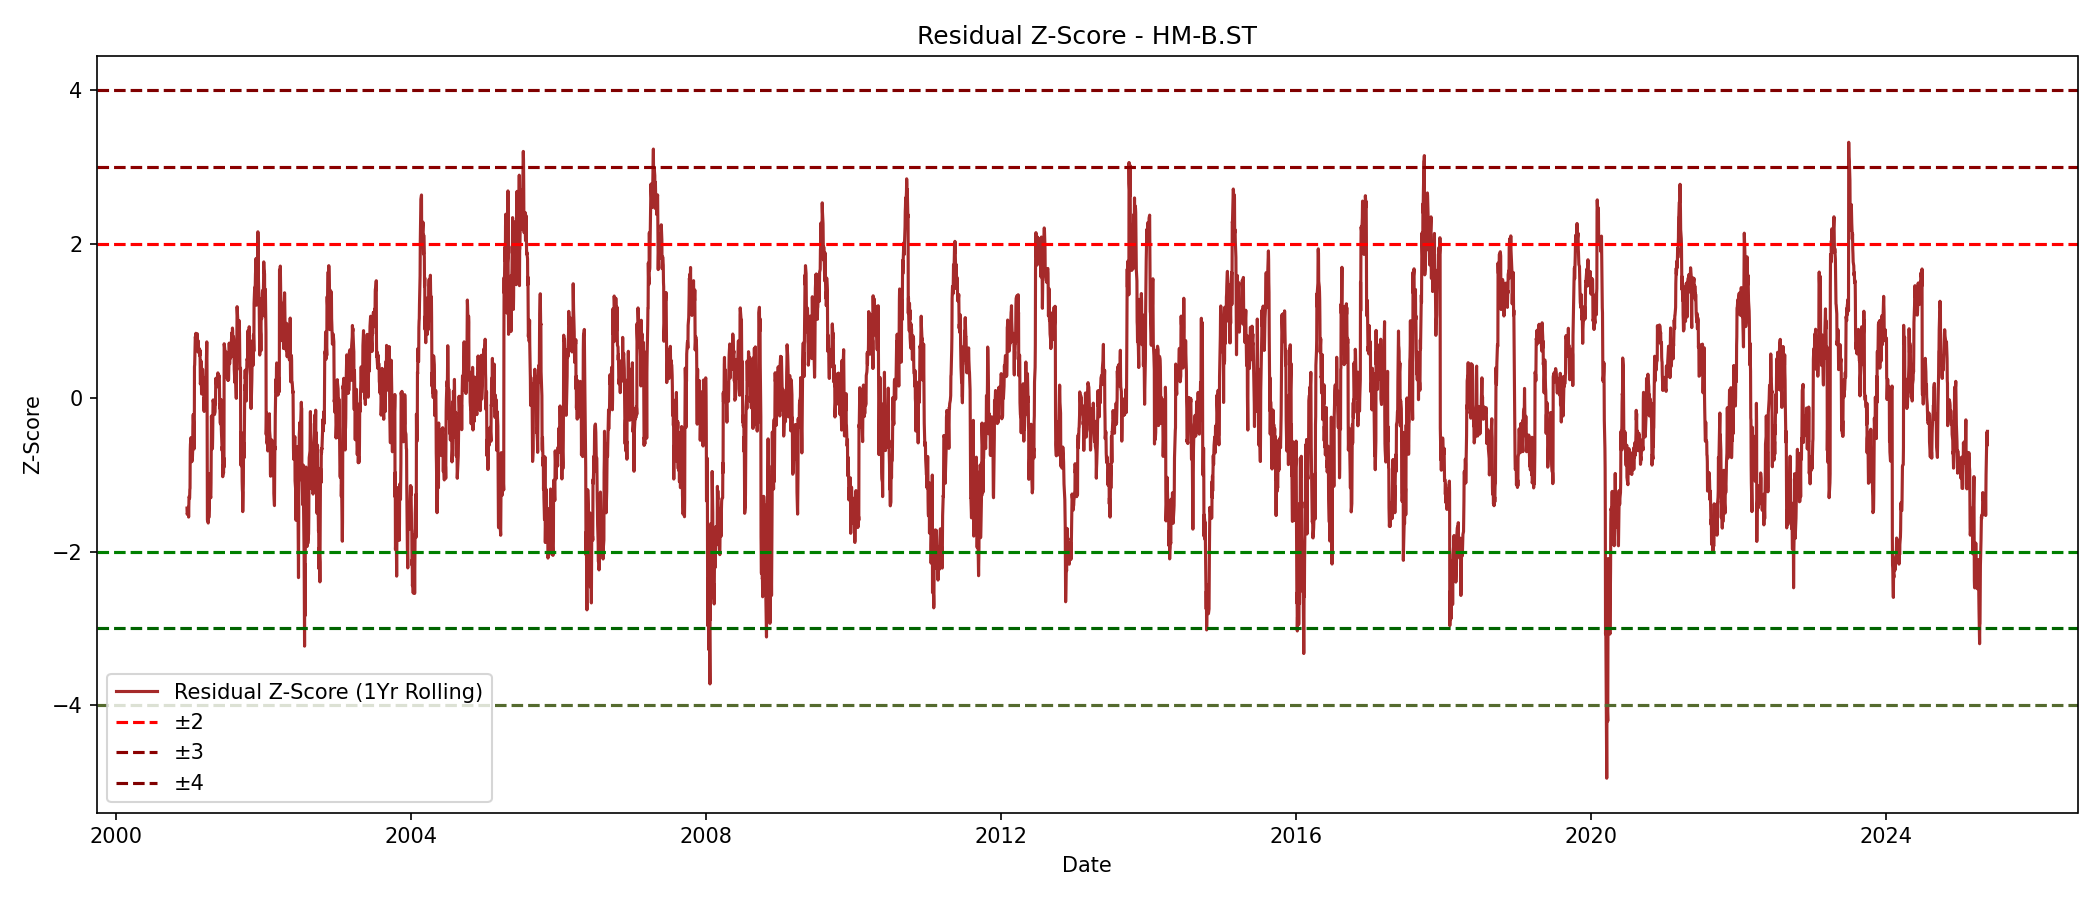 Residual Z-Score - HM-B.ST
4
3
2
0
−2
−4
Z-Score
Residual Z-Score (1Yr Rolling)
±2
±3
±4
2000 2004 2008 2012 2016 2020 2024
Date